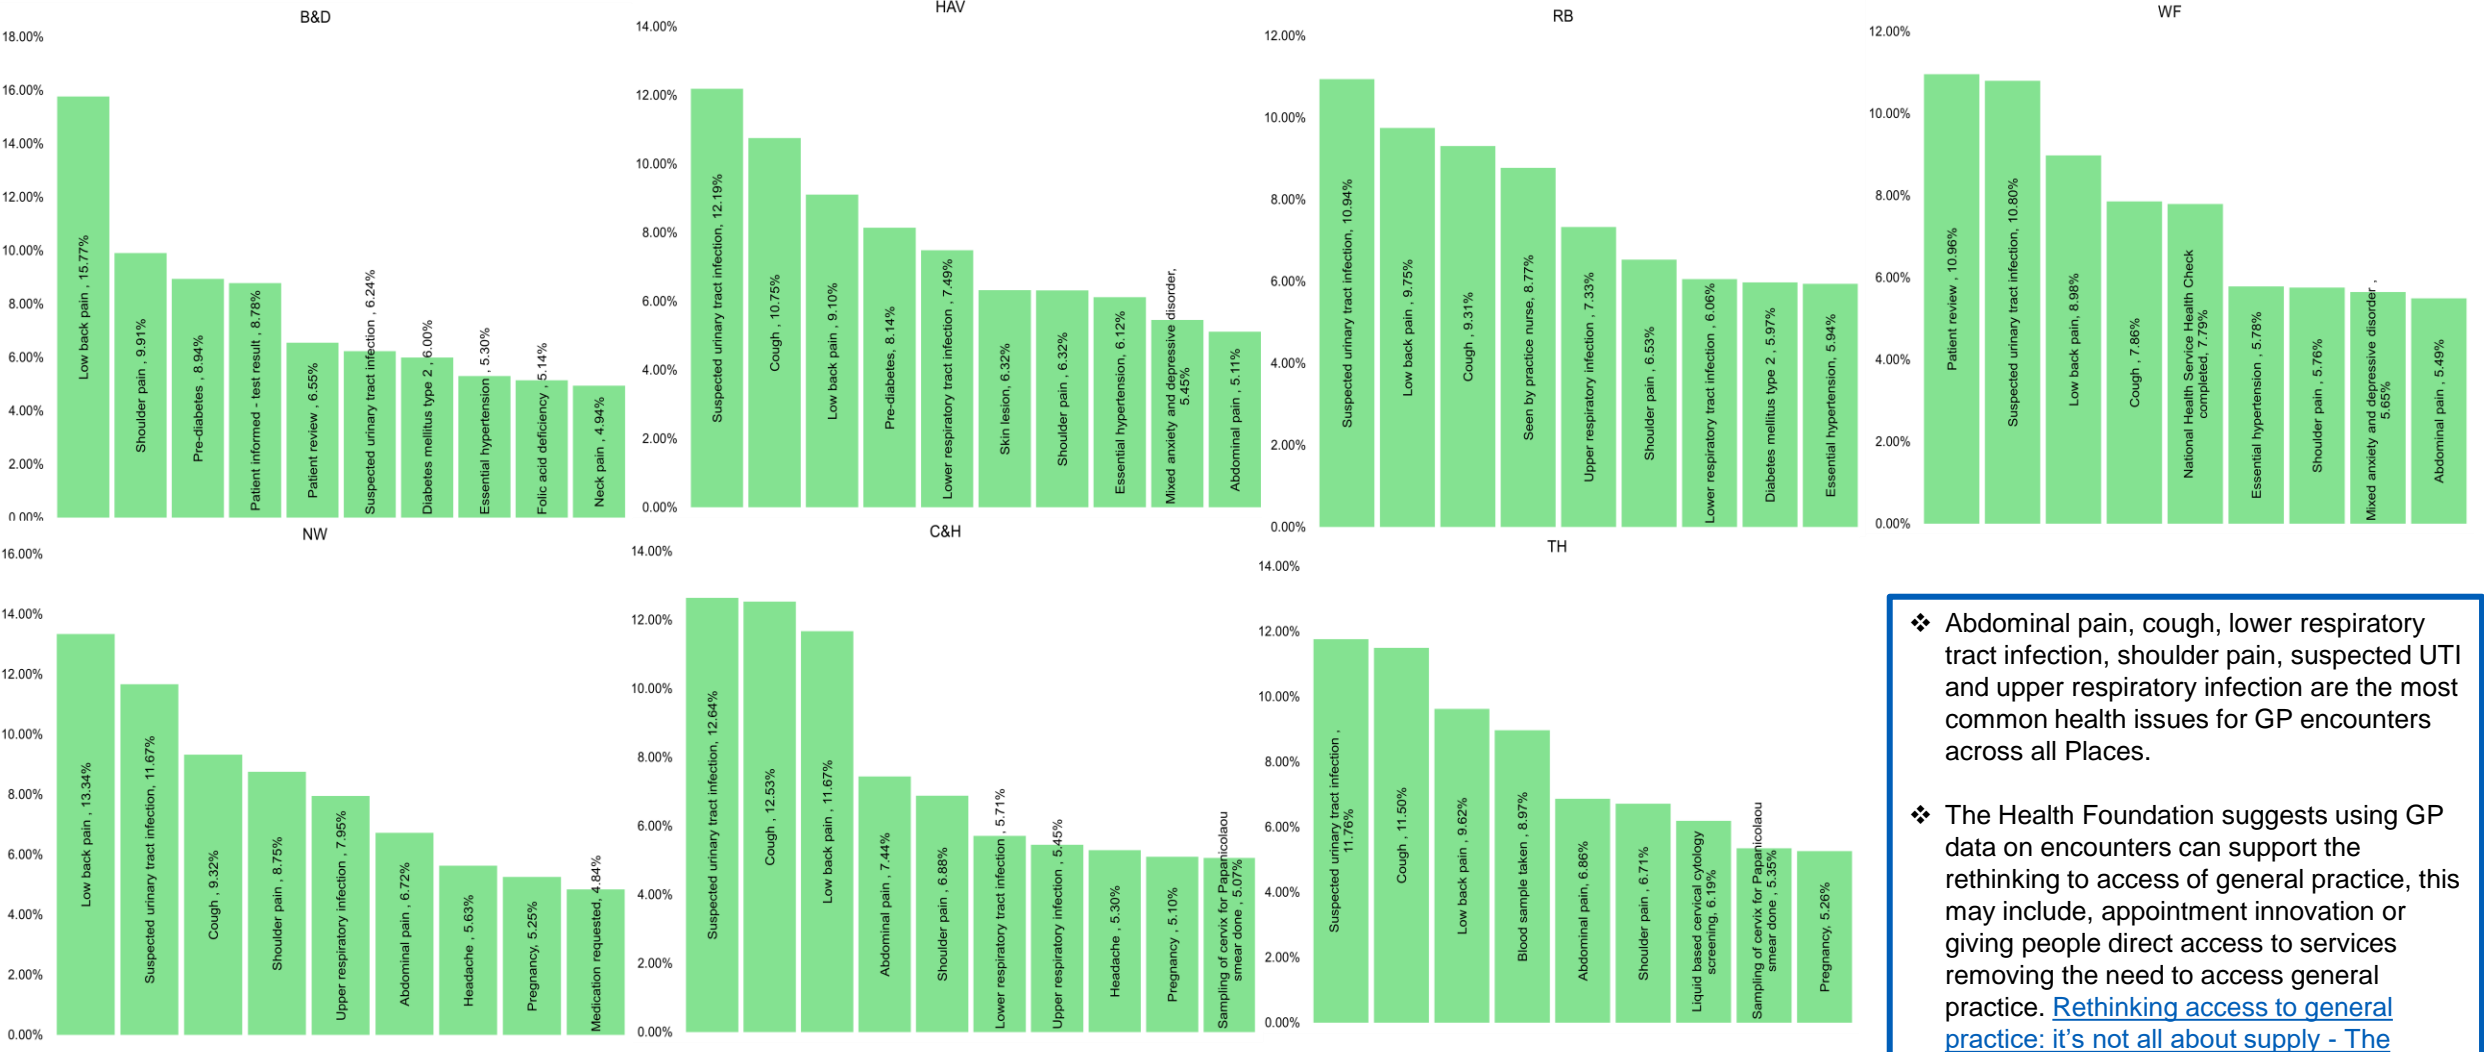 B&D
18.00%
16.00%
14.00%
12.00%
10.00%
8.00%
6.00%
4.00%
2.00%
0.00%
Low back pain , 15.77%
Shoulder pain , 9.91%
Pre-diabetes , 8.94%
Patient informed - test result , 8.78%
Patient review , 6.55%
Suspected urinary tract infection , 6.24%
Diabetes mellitus type 2 , 6.00%
Essential hypertension , 5.30%
Folic acid deficiency , 5.14%
Neck pain , 4.94%
HAV
14.00%
12.00%
10.00%
8.00%
6.00%
4.00%
2.00%
0.00%
Suspected urinary tract infection, 12.19%
Cough , 10.75%
Low back pain , 9.10%
Pre-diabetes, 8.14%
Lower respiratory tract infection , 7.49%
Skin lesion, 6.32%
Shoulder pain , 6.32%
Essential hypertension, 6.12%
Mixed anxiety and depressive disorder,
5.45%
Abdominal pain , 5.11%
RB
12.00%
10.00%
8.00%
6.00%
4.00%
2.00%
0.00%
Suspected urinary tract infection, 10.94%
Low back pain , 9.75%
Cough , 9.31%
Seen by practice nurse, 8.77%
Upper respiratory infection , 7.33%
Shoulder pain , 6.53%
Lower respiratory tract infection , 6.06%
Diabetes mellitus type 2 , 5.97%
Essential hypertension, 5.94%
WF
12.00%
10.00%
8.00%
6.00%
4.00%
2.00%
0.00%
Patient review , 10.96%
Suspected urinary tract infection, 10.80%
Low back pain, 8.98%
Cough , 7.86%
National Health Service Health Check
completed, 7.79%
Essential hypertension , 5.78%
Shoulder pain , 5.76%
Mixed anxiety and depressive disorder ,
5.65%
Abdominal pain , 5.49%
NW
16.00%
14.00%
12.00%
10.00%
8.00%
6.00%
4.00%
2.00%
0.00%
Low back pain , 13.34%
Suspected urinary tract infection, 11.67%
Cough , 9.32%
Shoulder pain , 8.75%
Upper respiratory infection , 7.95%
Abdominal pain , 6.72%
Headache , 5.63%
Pregnancy, 5.25%
Medication requested, 4.84%
C&H
14.00%
12.00%
10.00%
8.00%
6.00%
4.00%
2.00%
0.00%
Suspected urinary tract infection, 12.64%
Cough , 12.53%
Low back pain , 11.67%
Abdominal pain , 7.44%
Shoulder pain , 6.88%
Lower respiratory tract infection , 5.71%
Upper respiratory infection , 5.45%
Headache , 5.30%
Pregnancy , 5.10%
Sampling of cervix for Papanicolaou
smear done , 5.07%
TH
14.00%
12.00%
10.00%
8.00%
6.00%
4.00%
2.00%
0.00%
Suspected urinary tract infection ,
11.76%
Cough , 11.50%
Low back pain , 9.62%
Blood sample taken , 8.97%
Abdominal pain, 6.86%
Shoulder pain , 6.71%
Liquid based cervical cytology
screening, 6.19%
Sampling of cervix for Papanicolaou
smear done , 5.35%
Pregnancy, 5.26%
❖ Abdominal pain, cough, lower respiratory
tract infection, shoulder pain, suspected UTI
and upper respiratory infection are the most
common health issues for GP encounters
across all Places.
❖ The Health Foundation suggests using GP
data on encounters can support the
rethinking to access of general practice, this
may include, appointment innovation or
giving people direct access to services
removing the need to access general
practice. Rethinking access to general
practice: it's not all about supply - The